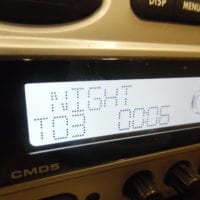 DISP MENU
NIGHT
T03 00:06
CMD5